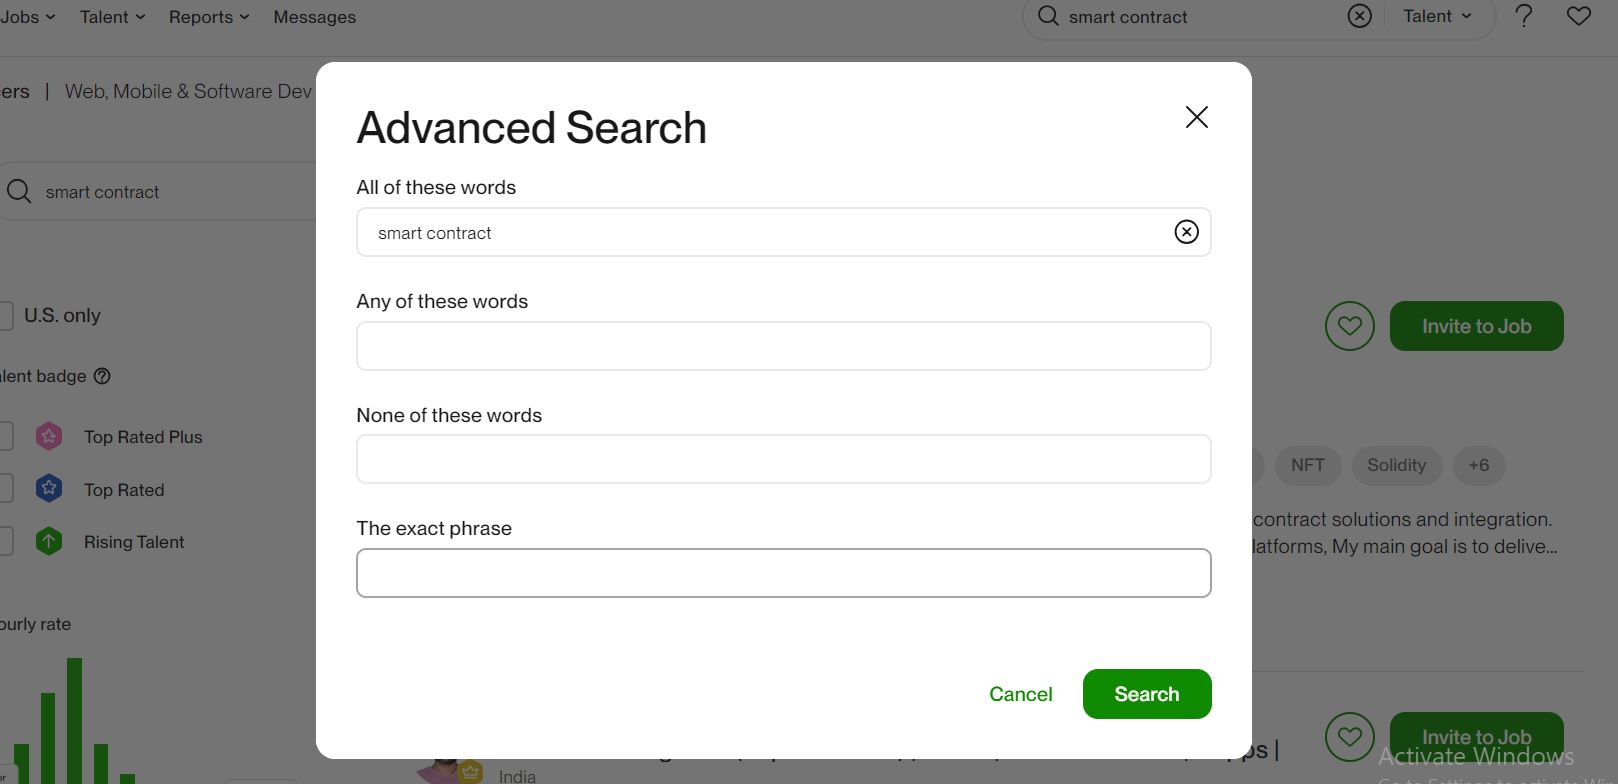 Jobs Talent Reports Messages
smart contract
Talent
ers | Web, Mobile & Software Dev
smart contract
U.S. only
lent badge
Top Rated Plus
Top Rated
Rising Talent
ourly rate
er
Advanced Search
All of these words
smart contract
Any of these words
None of these words
The exact phrase
Cancel
Search
Invite to Job
NFT Solidity +6
contract solutions and integration.
latforms, My main goal is to delive...
ps |
Invite to Job
India
Activate Windows